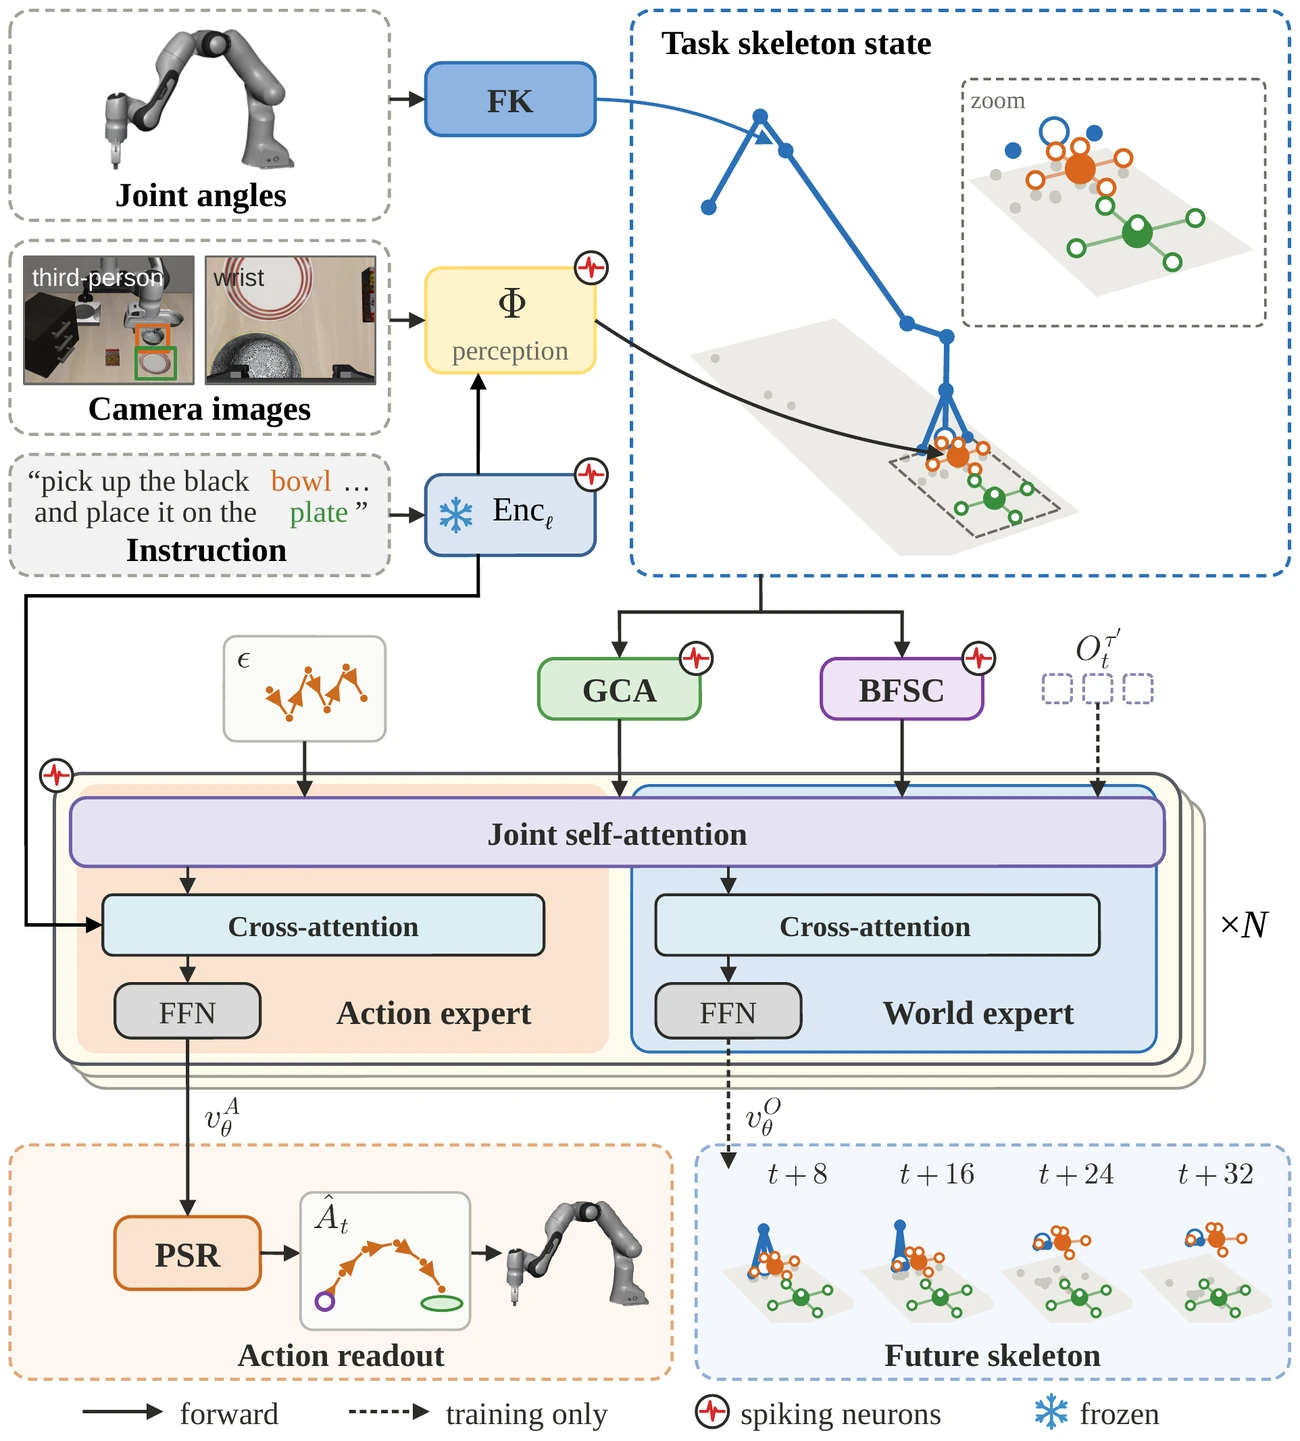 Joint angles
FK
Task skeleton state
zoom
third-person
wrist
Camera images
Φ
perception
“pick up the black bowl …
and place it on the plate ”
Instruction
Enc_ℓ
ϵ
GCA
BFSC
O_t^{τ′}
Joint self-attention
Cross-attention
Cross-attention
×N
FFN
Action expert
FFN
World expert
v_θ^A
v_θ^O
PSR
Â_t
Action readout
t + 8
t + 16
t + 24
t + 32
Future skeleton
forward
training only
spiking neurons
frozen